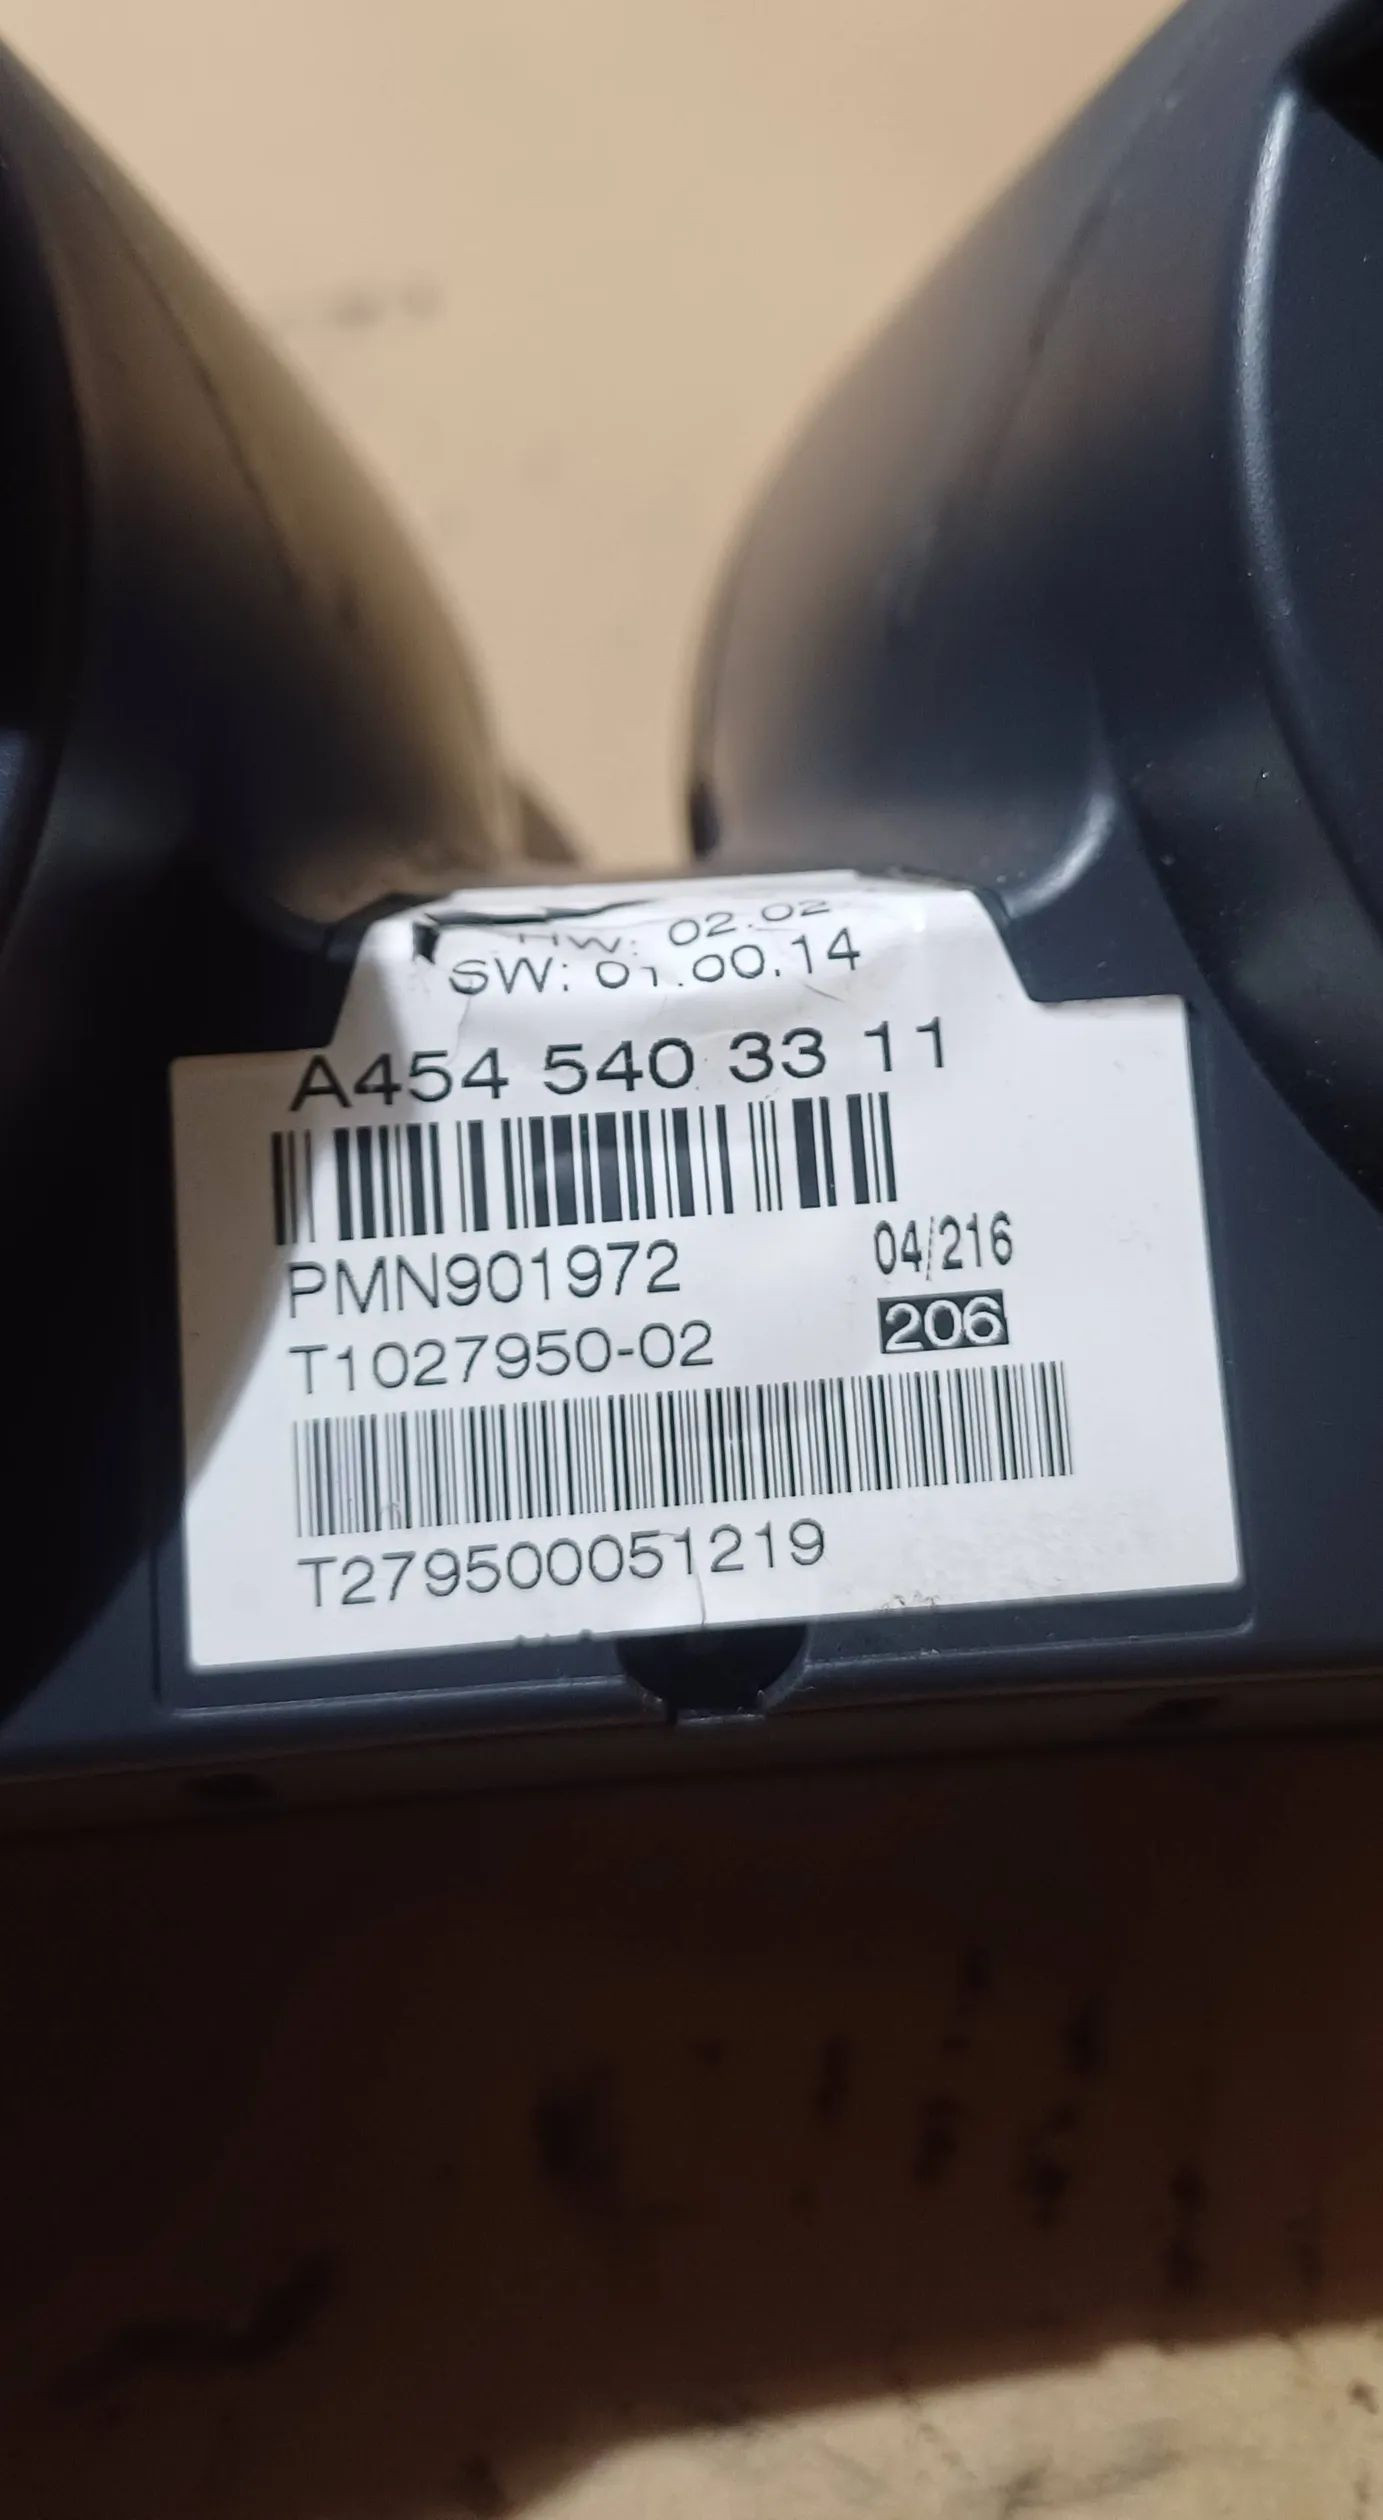 HW: 02.02
SW: 01.00.14
A454 540 33 11
PMN901972 04/216
T1027950-02 206
T279500051219